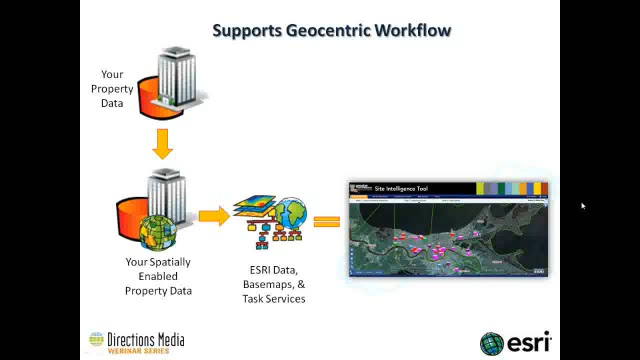 Supports Geocentric Workflow
Your
Property
Data
Your Spatially
Enabled
Property Data
ESRI Data,
Basemaps, &
Task Services
Site Intelligence Tool
Directions Media
WEBINAR SERIES
esri